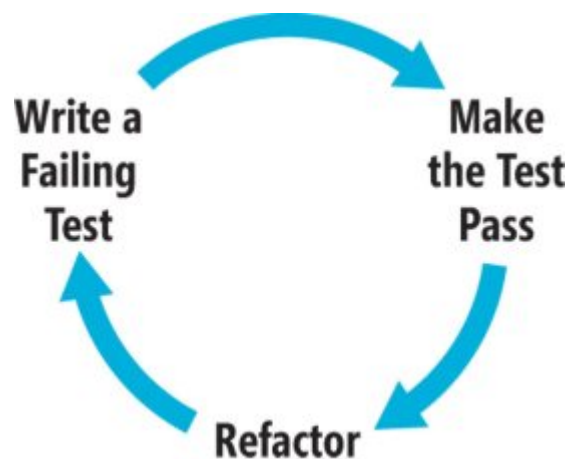 Write a
Failing
Test
Make
the Test
Pass
Refactor